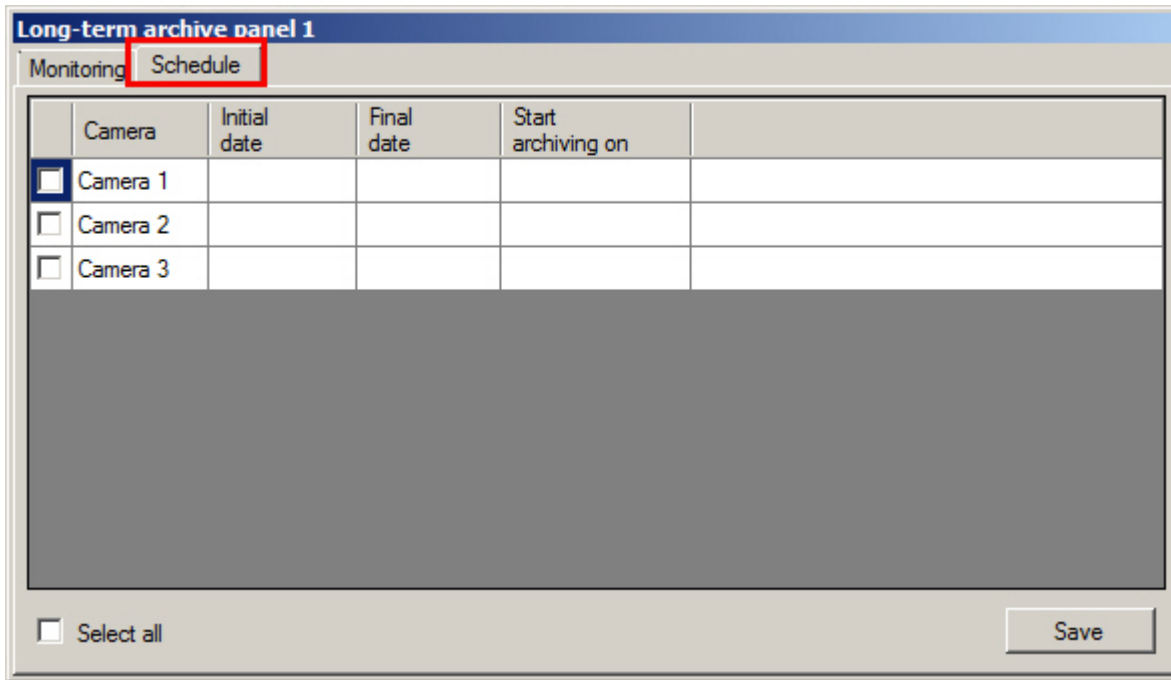 Long-term archive panel 1
Monitoring Schedule
Camera Initial date Final date Start archiving on
Camera 1
Camera 2
Camera 3
Select all Save